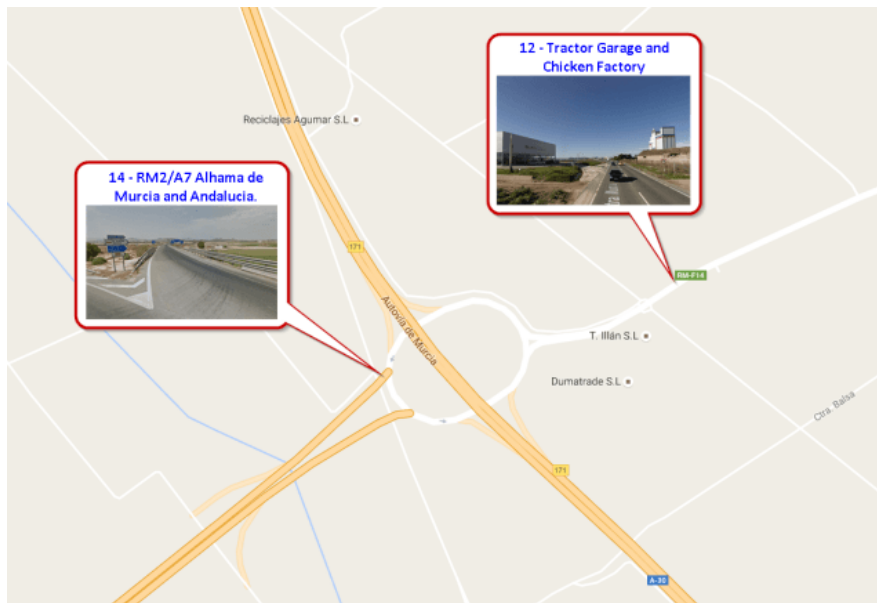 12 - Tractor Garage and
Chicken Factory
Reciclajes Agumar S.L
14 - RM2/A7 Alhama de
Murcia and Andalucia.
171
RM-F14
Autovía de Murcia
T. Illán S.L
Dumatrade S.L
Ctra. Balsa
171
A-30